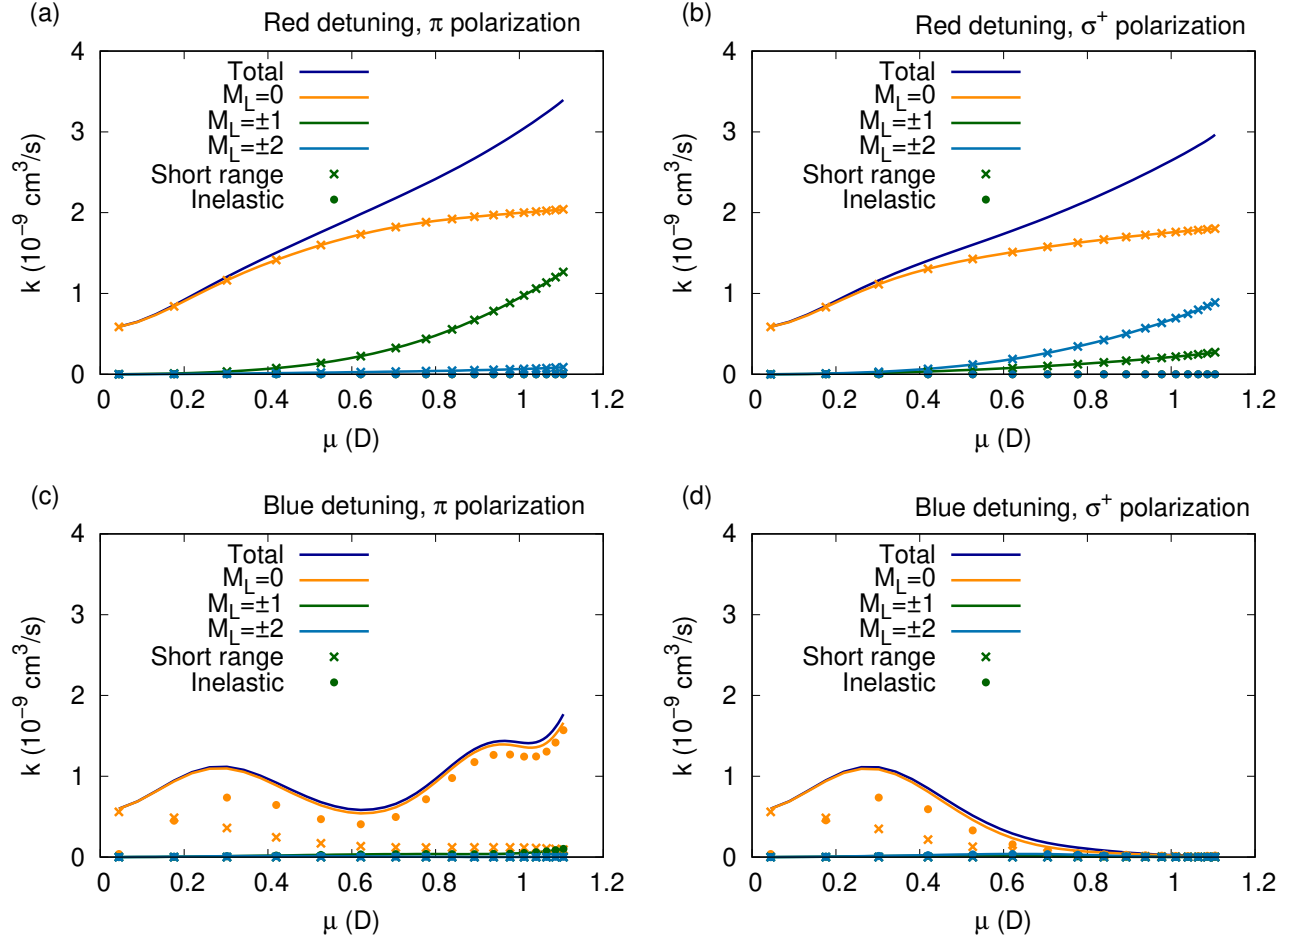 (a)
Red detuning, π polarization
Total
M_L=0
M_L=±1
M_L=±2
Short range
Inelastic
4
3
2
1
0
k (10^-9 cm^3/s)
0 0.2 0.4 0.6 0.8 1 1.2
μ (D)
(b)
Red detuning, σ^+ polarization
Total
M_L=0
M_L=±1
M_L=±2
Short range
Inelastic
4
3
2
1
0
k (10^-9 cm^3/s)
0 0.2 0.4 0.6 0.8 1 1.2
μ (D)
(c)
Blue detuning, π polarization
Total
M_L=0
M_L=±1
M_L=±2
Short range
Inelastic
4
3
2
1
0
k (10^-9 cm^3/s)
0 0.2 0.4 0.6 0.8 1 1.2
μ (D)
(d)
Blue detuning, σ^+ polarization
Total
M_L=0
M_L=±1
M_L=±2
Short range
Inelastic
4
3
2
1
0
k (10^-9 cm^3/s)
0 0.2 0.4 0.6 0.8 1 1.2
μ (D)